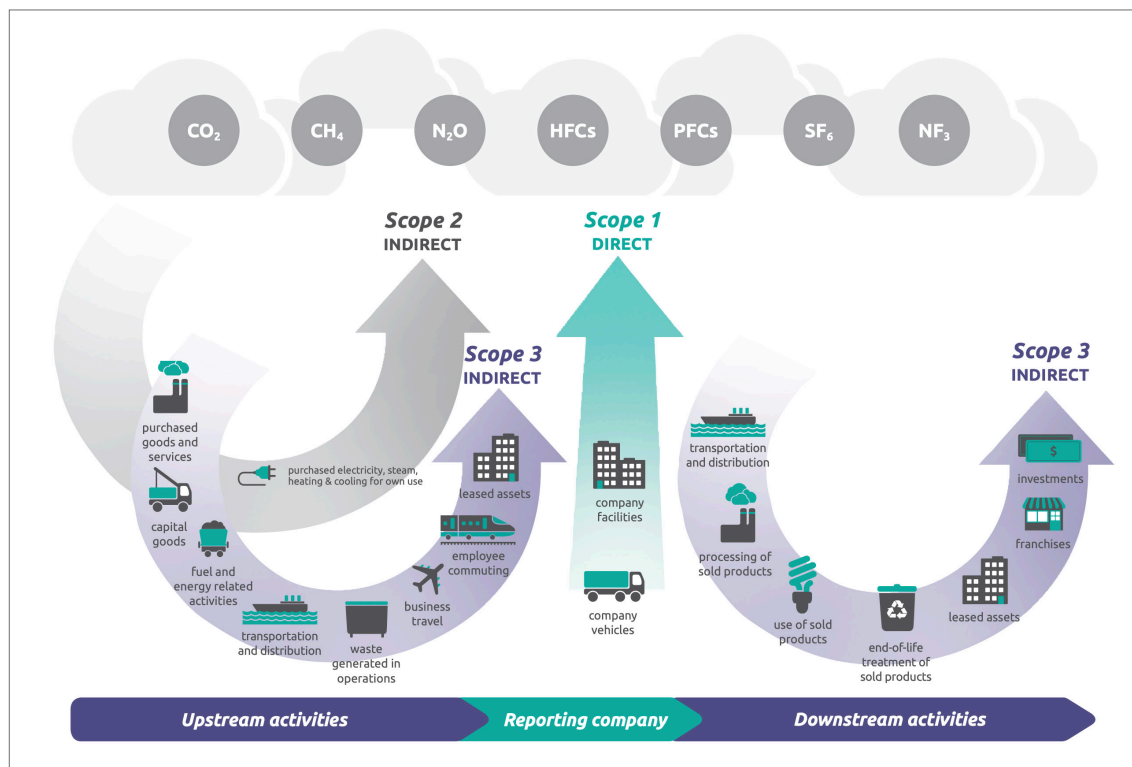 CO₂
CH₄
N₂O
HFCs
PFCs
SF₆
NF₃
Scope 2
INDIRECT
Scope 1
DIRECT
Scope 3
INDIRECT
Scope 3
INDIRECT
purchased
goods and
services
capital
goods
fuel and
energy related
activities
transportation
and distribution
waste
generated in
operations
business
travel
employee
commuting
leased assets
purchased electricity, steam,
heating & cooling for own use
company
facilities
company
vehicles
transportation
and distribution
processing of
sold products
use of sold
products
end-of-life
treatment of
sold products
leased assets
franchises
$
investments
Upstream activities
Reporting company
Downstream activities